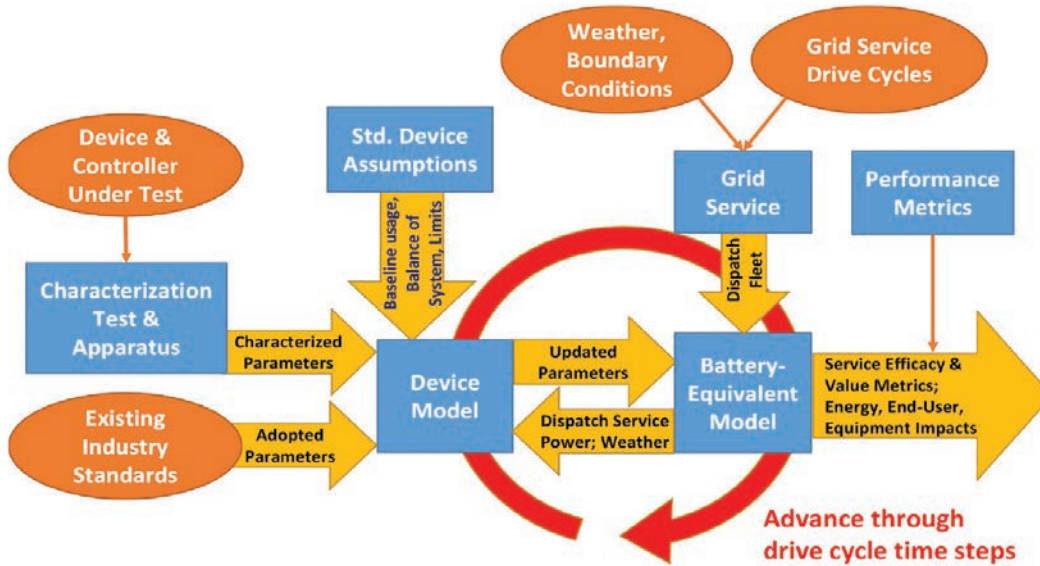 Weather,
Boundary
Conditions
Grid Service
Drive Cycles
Device &
Controller
Under Test
Std. Device
Assumptions
Grid
Service
Performance
Metrics
Baseline usage,
Balance of
System, Limits
Dispatch
Fleet
Characterization
Test &
Apparatus
Characterized
Parameters
Device
Model
Updated
Parameters
Battery-
Equivalent
Model
Service Efficacy &
Value Metrics;
Energy, End-User,
Equipment Impacts
Existing
Industry
Standards
Adopted
Parameters
Dispatch Service
Power; Weather
Advance through
drive cycle time steps